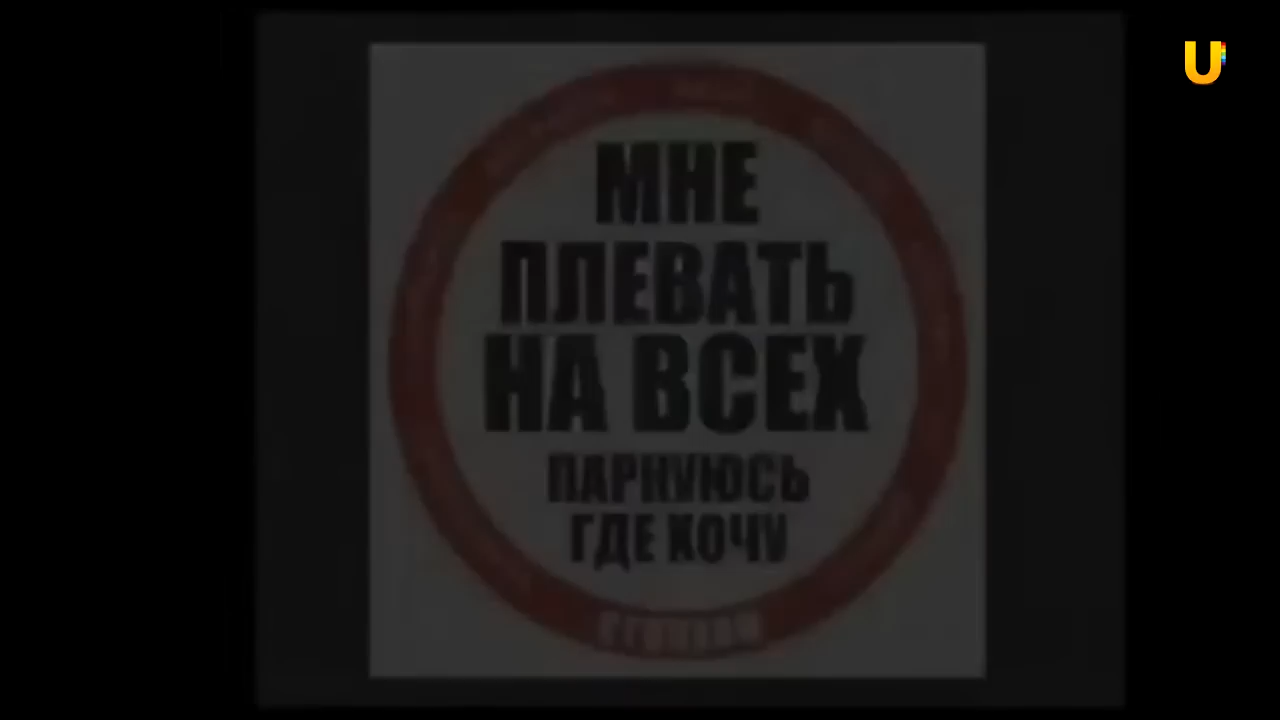 U
МНЕ
ПЛЕВАТЬ
НА ВСЕХ
ПАРКУЮСЬ
ГДЕ ХОЧУ